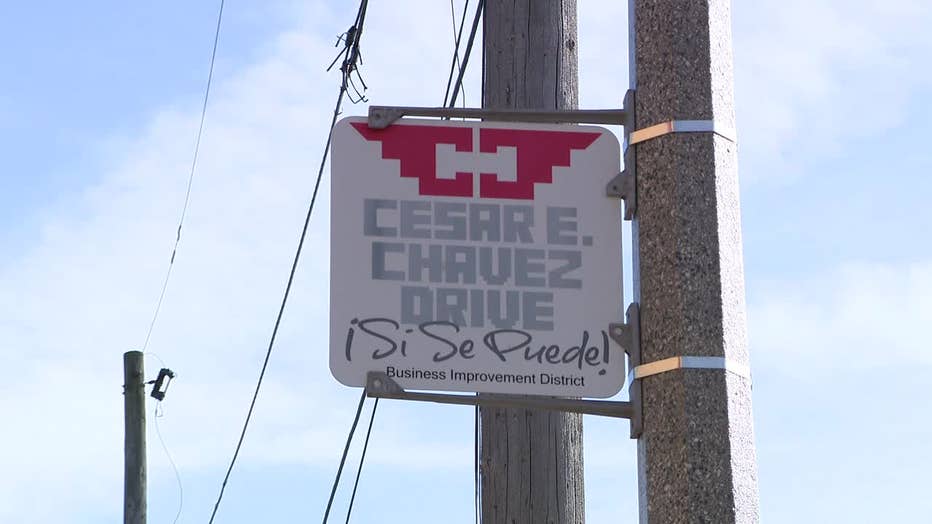 CESAR E.
CHAVEZ
DRIVE
¡Si Se Puede!
Business Improvement District